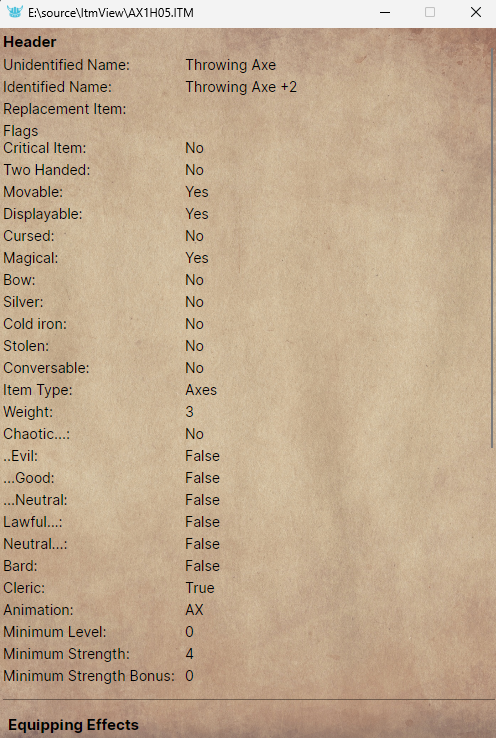 E:\source\ItmView\AX1H05.ITM
Header
Unidentified Name: Throwing Axe
Identified Name: Throwing Axe +2
Replacement Item:
Flags
Critical Item: No
Two Handed: No
Movable: Yes
Displayable: Yes
Cursed: No
Magical: Yes
Bow: No
Silver: No
Cold iron: No
Stolen: No
Conversable: No
Item Type: Axes
Weight: 3
Chaotic...: No
..Evil: False
...Good: False
...Neutral: False
Lawful...: False
Neutral...: False
Bard: False
Cleric: True
Animation: AX
Minimum Level: 0
Minimum Strength: 4
Minimum Strength Bonus: 0
Equipping Effects